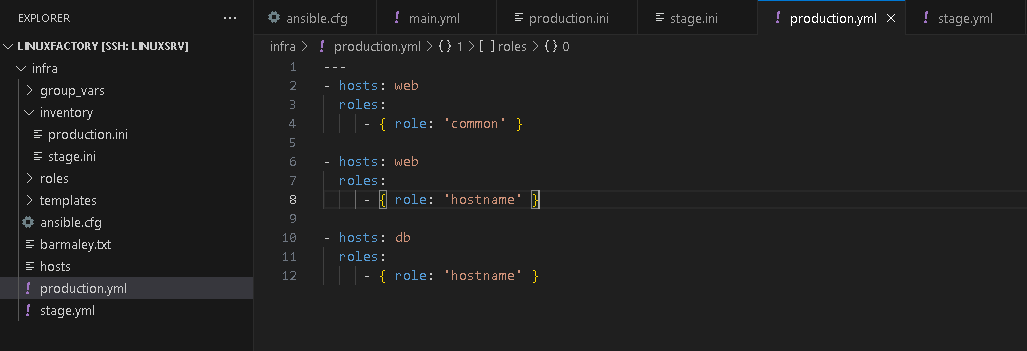 EXPLORER
LINUXFACTORY [SSH: LINUXSRV]
infra
group_vars
inventory
production.ini
stage.ini
roles
templates
ansible.cfg
barmaley.txt
hosts
production.yml
stage.yml
ansible.cfg main.yml production.ini stage.ini production.yml stage.yml
infra > ! production.yml > {} 1 > [ ] roles > {} 0
1 ---
2 - hosts: web
3 roles:
4 - { role: 'common' }
5
6 - hosts: web
7 roles:
8 - { role: 'hostname' }
9
10 - hosts: db
11 roles:
12 - { role: 'hostname' }